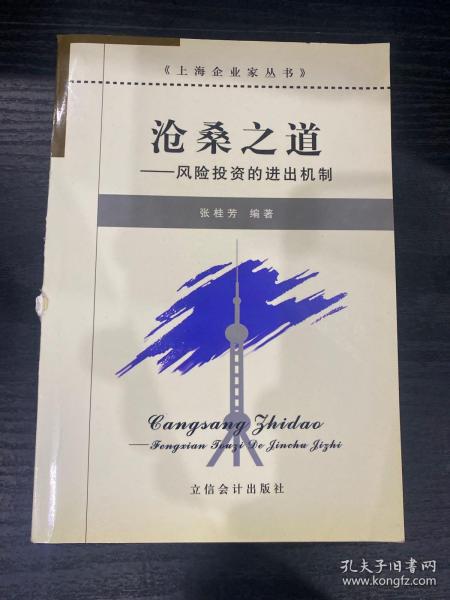 《上海企业家丛书》
沧桑之道
——风险投资的进出机制
张桂芳 编著
Cangsang Zhidao
——Fengxian Touzi De Jinchu Jizhi
立信会计出版社
孔夫子旧书网
www.kongfz.com